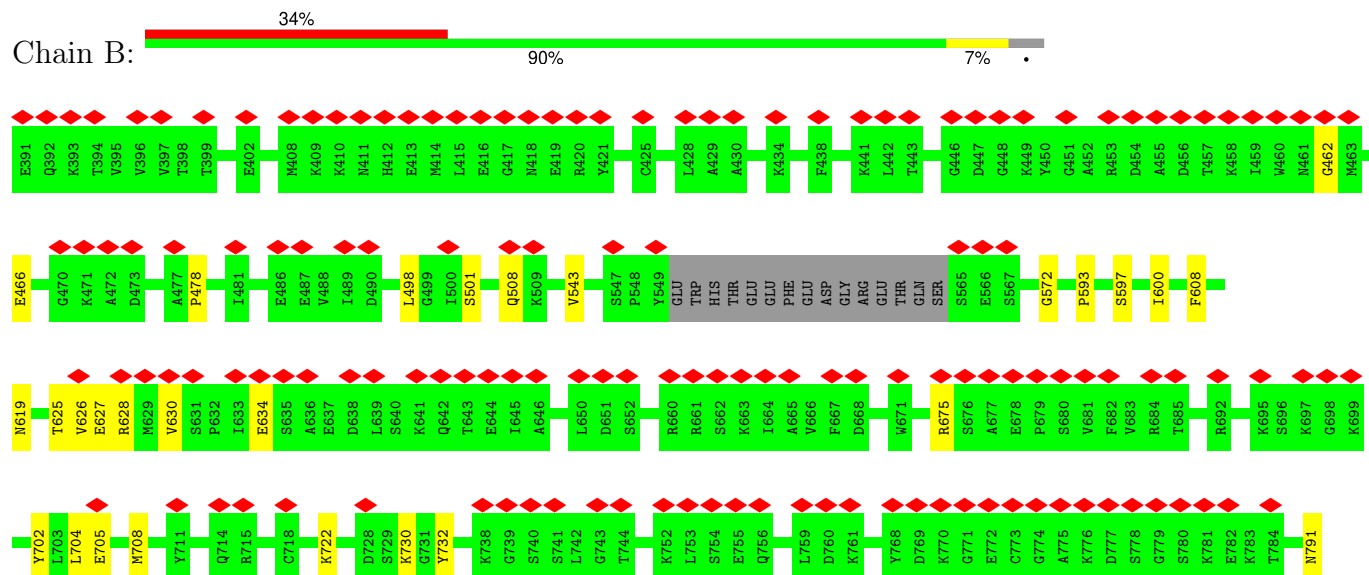 34%
Chain B:
90% 7% •
E391 Q392 K393 T394 V395 V396 V397 T398 T399 E402 M408 K409 K410 N411 H412 E413 M414 L415 E416 G417 N418 E419 R420 Y421 C425 L428 A429 A430 K434 F438 K441 L442 T443 G446 D447 G448 K449 Y450 G451 A452 R453 D454 A455 D456 T457 K458 I459 W460 N461 G462 M463
E466 G470 K471 A472 D473 A477 P478 I481 E486 E487 V488 I489 D490 L498 G499 I500 S501 Q508 K509 V543 S547 P548 Y549 GLU TRP HIS THR GLU GLU PHE GLU ASP GLY ARG GLU THR GLN SER S565 E566 S567 G572 P593 S597 I600 F608
N619 T625 V626 E627 R628 M629 V630 S631 P632 I633 E634 S635 A636 E637 D638 L639 S640 K641 Q642 T643 E644 I645 A646 L650 D651 S652 R660 R661 S662 K663 I664 A665 V666 F667 D668 W671 R675 S676 A677 E678 P679 S680 V681 F682 V683 R684 T685 R692 K695 S696 K697 G698 K699
Y702 L703 L704 E705 M708 Y711 Q714 R715 C718 K722 D728 S729 K730 G731 Y732 K738 G739 S740 S741 L742 G743 T744 K752 L753 S754 E755 Q756 L759 D760 K761 Y768 D769 K770 G771 E772 C773 G774 A775 K776 D777 S778 G779 S780 K781 E782 K783 T784 N791